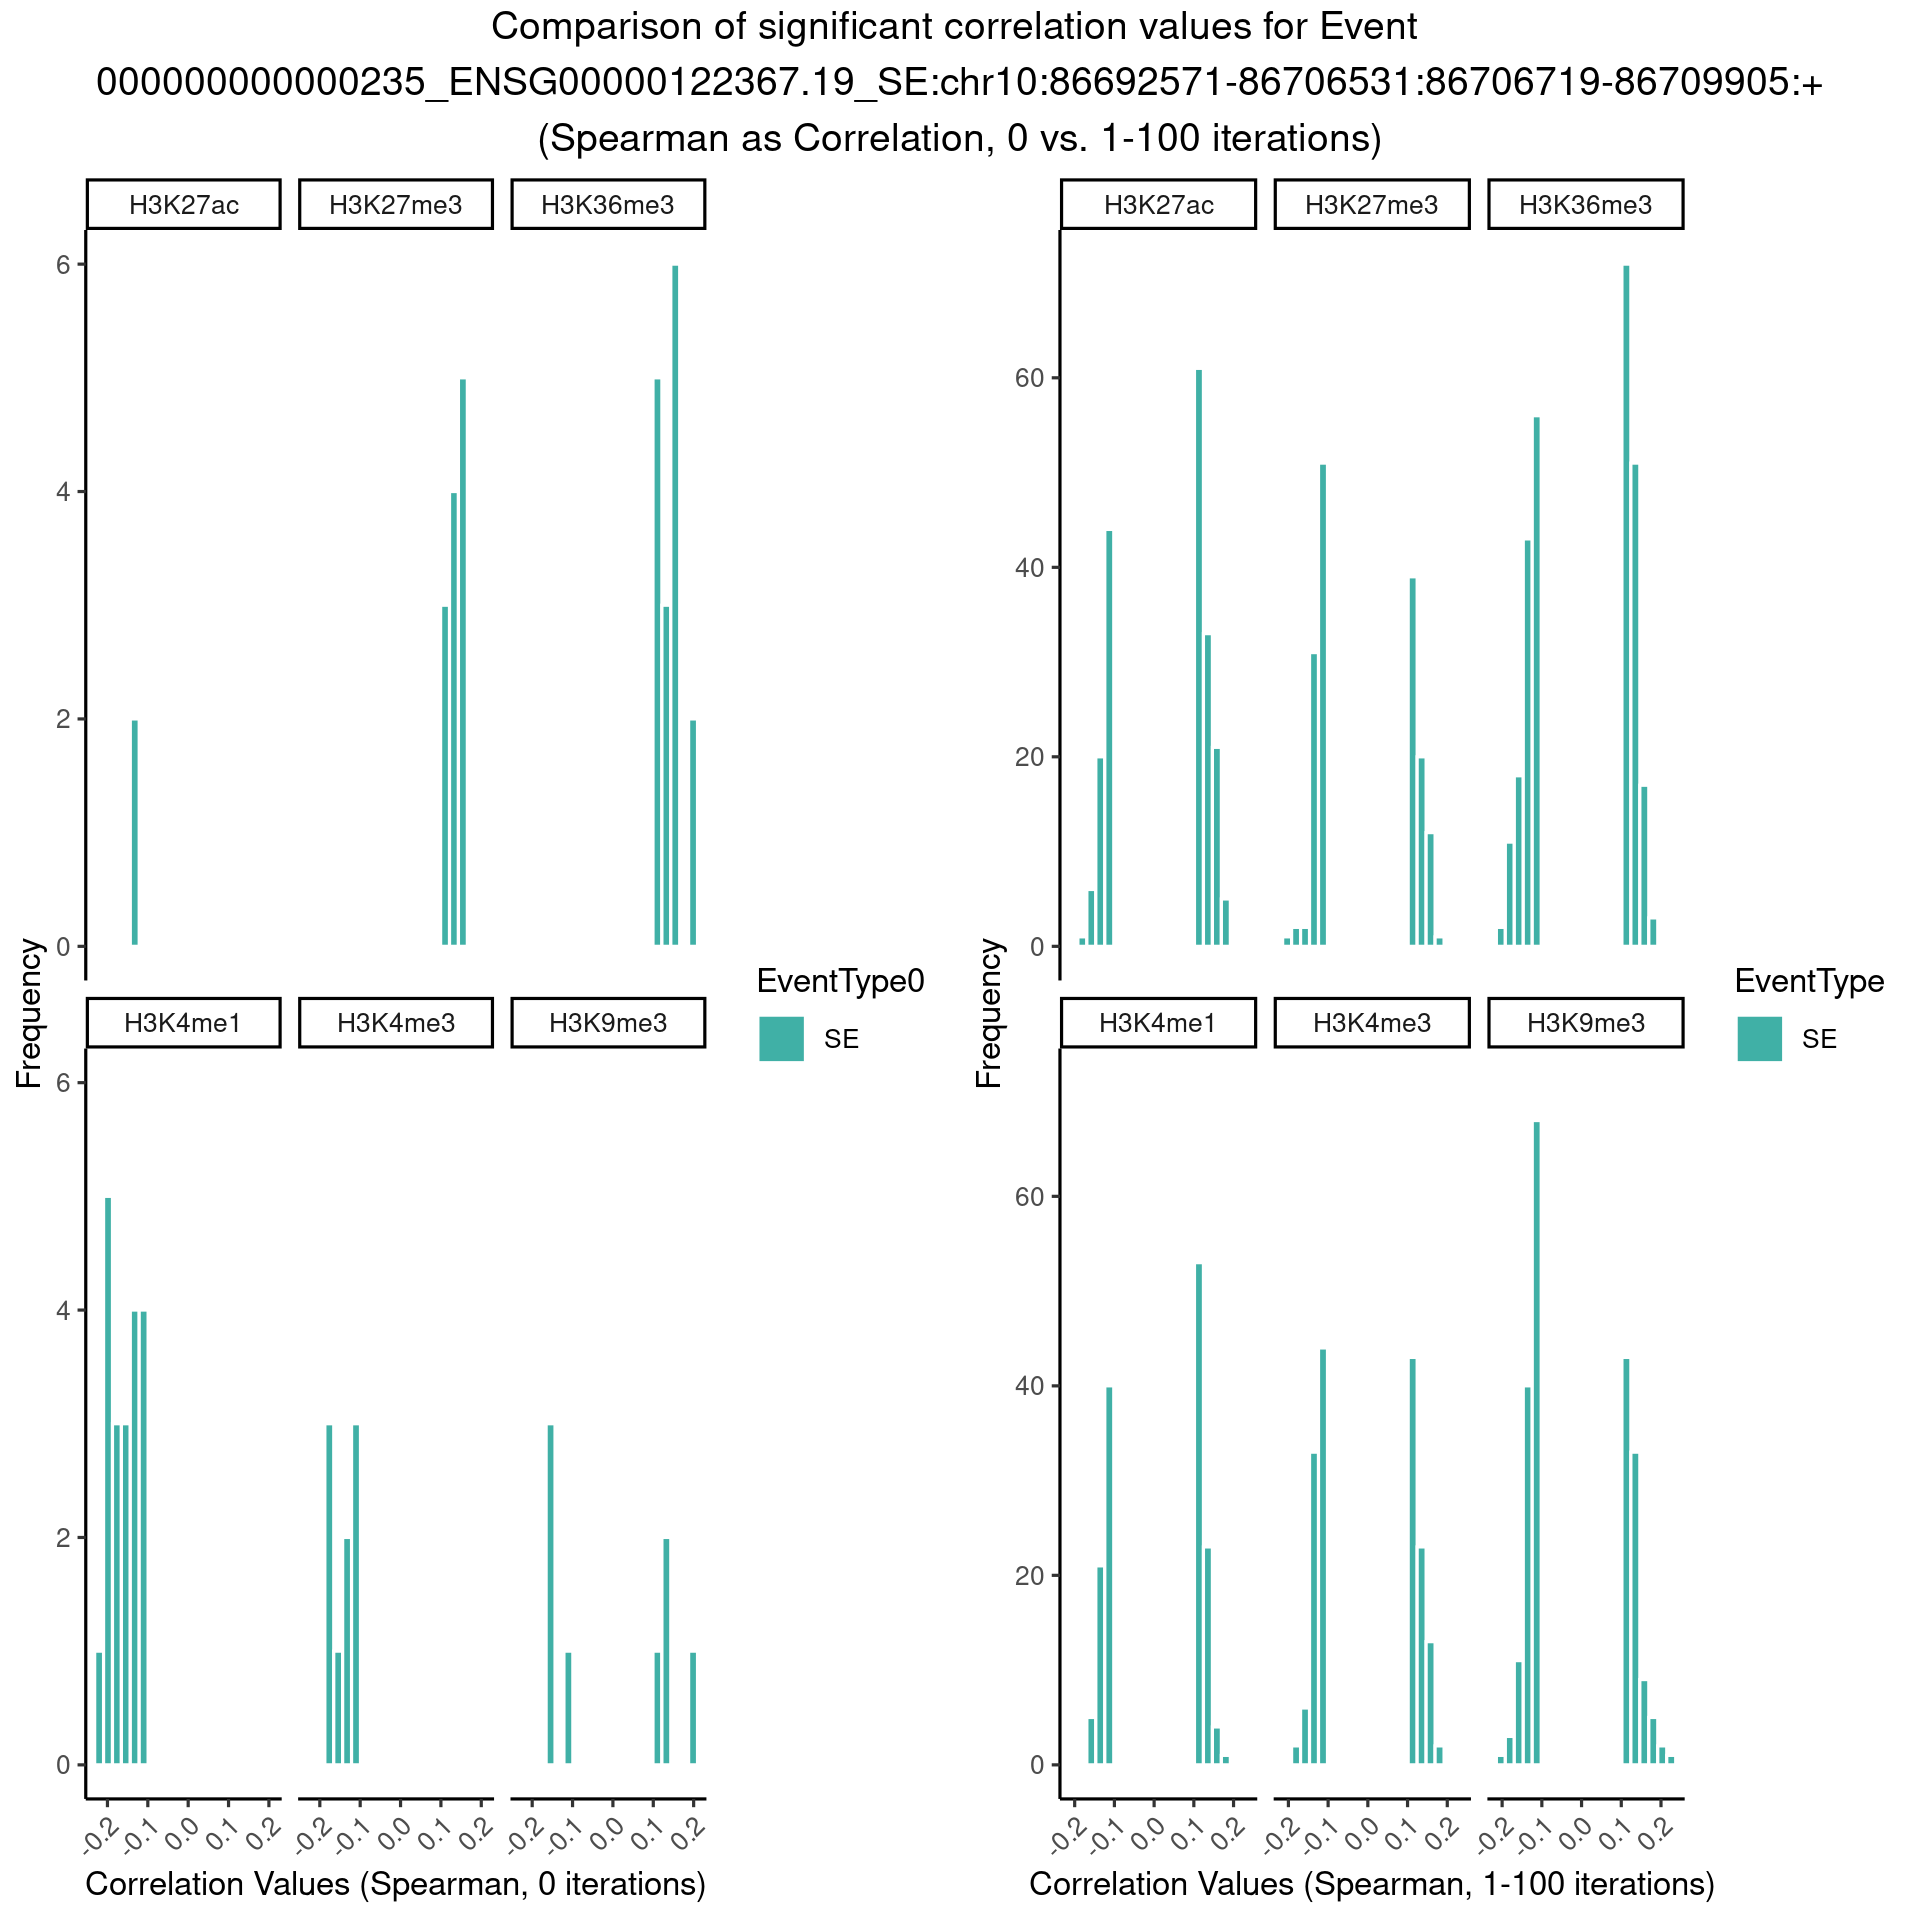 Comparison of significant correlation values for Event
000000000000235_ENSG00000122367.19_SE:chr10:86692571-86706531:86706719-86709905:+
(Spearman as Correlation, 0 vs. 1-100 iterations)
H3K27ac H3K27me3 H3K36me3
6
4
2
0
H3K4me1 H3K4me3 H3K9me3
6
4
2
0
-0.2 -0.1 0.0 0.1 0.2 -0.2 -0.1 0.0 0.1 0.2 -0.2 -0.1 0.0 0.1 0.2
Frequency
Correlation Values (Spearman, 0 iterations)
EventType0
SE
H3K27ac H3K27me3 H3K36me3
60
40
20
0
H3K4me1 H3K4me3 H3K9me3
60
40
20
0
-0.2 -0.1 0.0 0.1 0.2 -0.2 -0.1 0.0 0.1 0.2 -0.2 -0.1 0.0 0.1 0.2
Frequency
Correlation Values (Spearman, 1-100 iterations)
EventType
SE